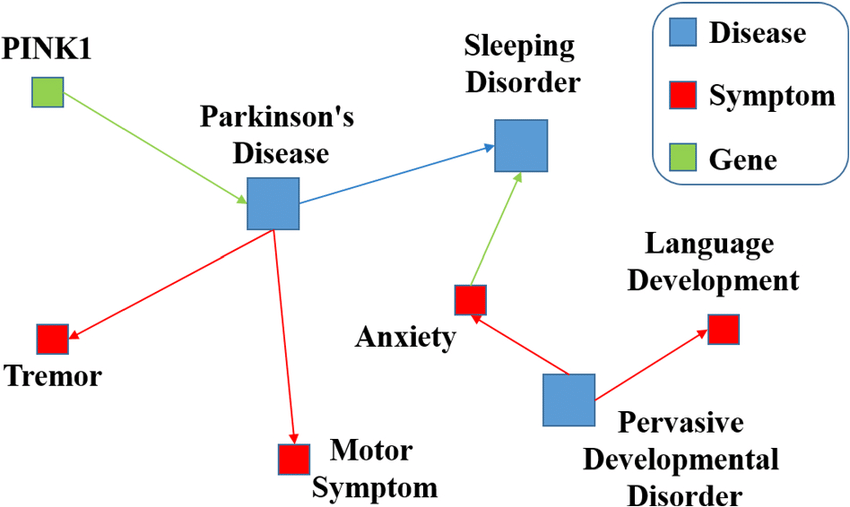 PINK1
Sleeping
Disorder
Disease
Symptom
Gene
Parkinson's
Disease
Language
Development
Anxiety
Tremor
Motor
Symptom
Pervasive
Developmental
Disorder